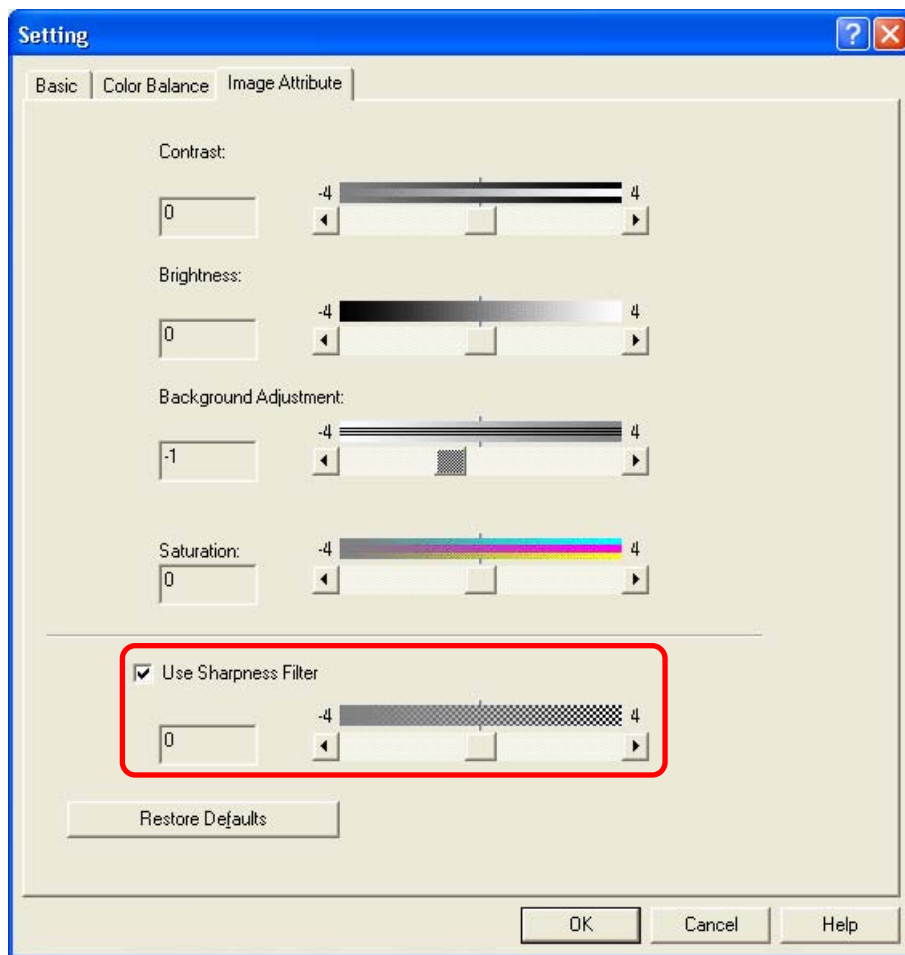 Setting
Basic Color Balance Image Attribute
Contrast:
-4 4
0
Brightness:
-4 4
0
Background Adjustment:
-4 4
-1
Saturation: -4 4
0
Use Sharpness Filter
-4 4
0
Restore Defaults
OK Cancel Help